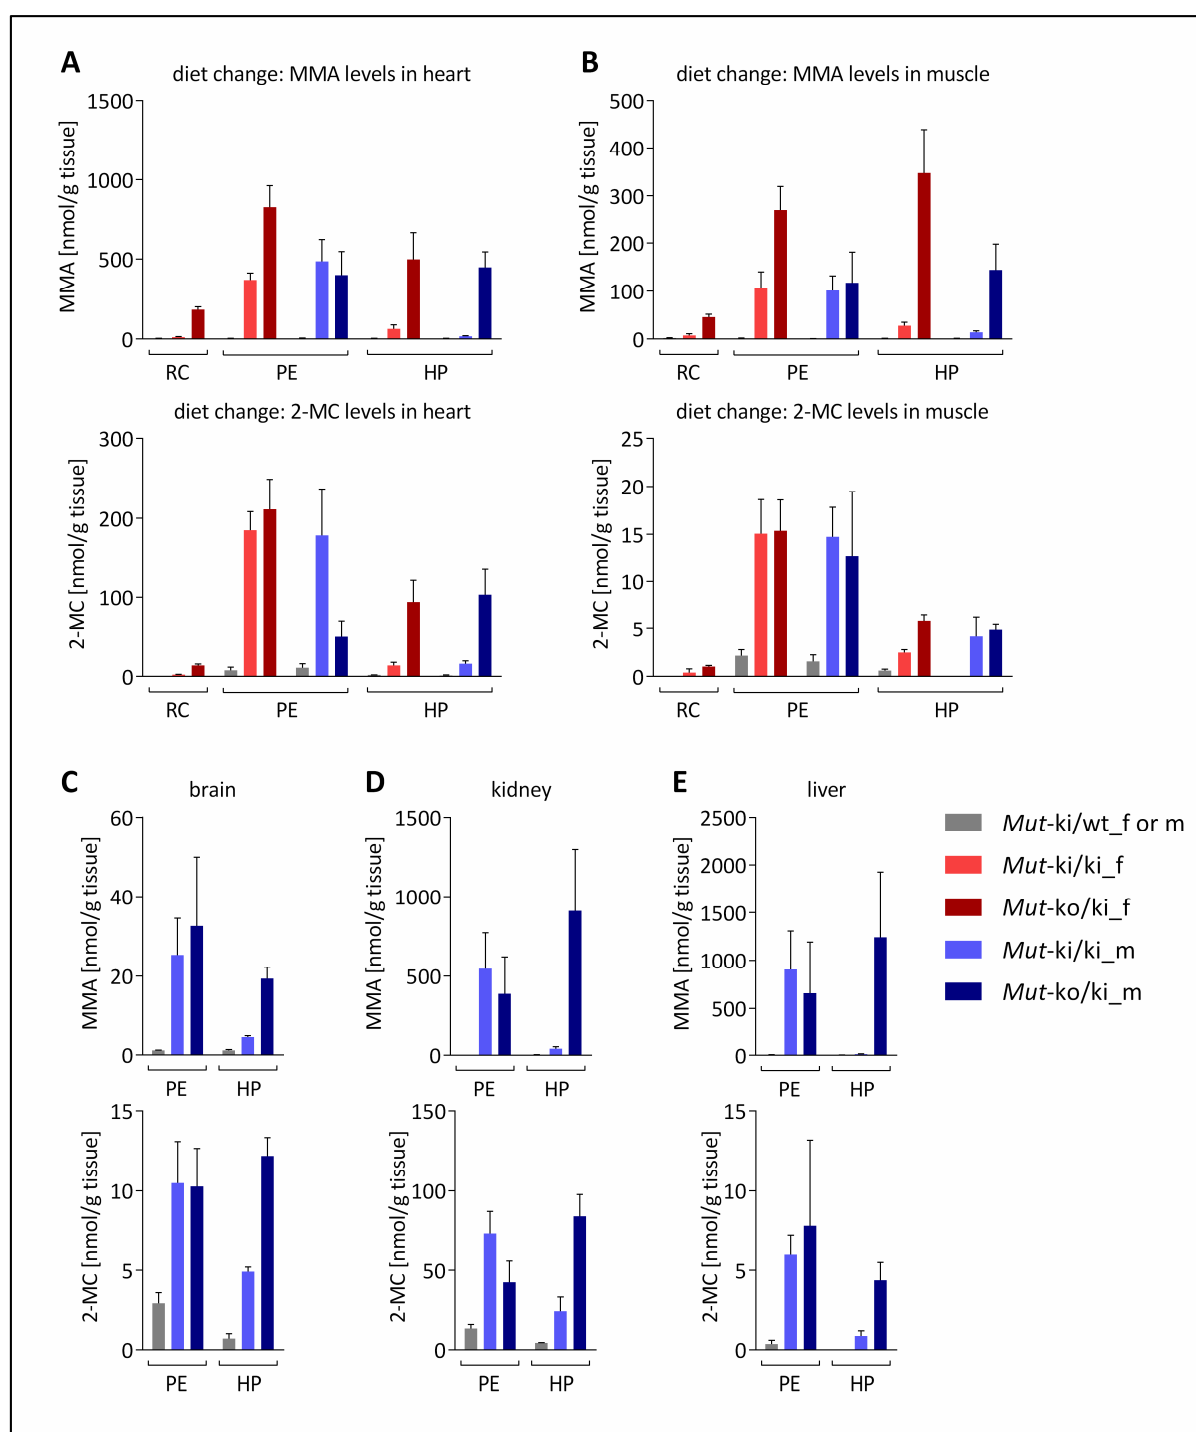 A
diet change: MMA levels in heart
MMA [nmol/g tissue]
1500
1000
500
0
RC PE HP
B
diet change: MMA levels in muscle
MMA [nmol/g tissue]
500
400
300
200
100
0
RC PE HP
diet change: 2-MC levels in heart
2-MC [nmol/g tissue]
300
200
100
0
RC PE HP
diet change: 2-MC levels in muscle
2-MC [nmol/g tissue]
25
20
15
10
5
0
RC PE HP
C
brain
MMA [nmol/g tissue]
60
40
20
0
PE HP
2-MC [nmol/g tissue]
15
10
5
0
PE HP
D
kidney
MMA [nmol/g tissue]
1500
1000
500
0
PE HP
2-MC [nmol/g tissue]
150
100
50
0
PE HP
E
liver
MMA [nmol/g tissue]
2500
2000
1500
1000
500
0
PE HP
2-MC [nmol/g tissue]
15
10
5
0
PE HP
Mut-ki/wt_f or m
Mut-ki/ki_f
Mut-ko/ki_f
Mut-ki/ki_m
Mut-ko/ki_m